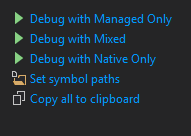 Debug with Managed Only
Debug with Mixed
Debug with Native Only
Set symbol paths
Copy all to clipboard